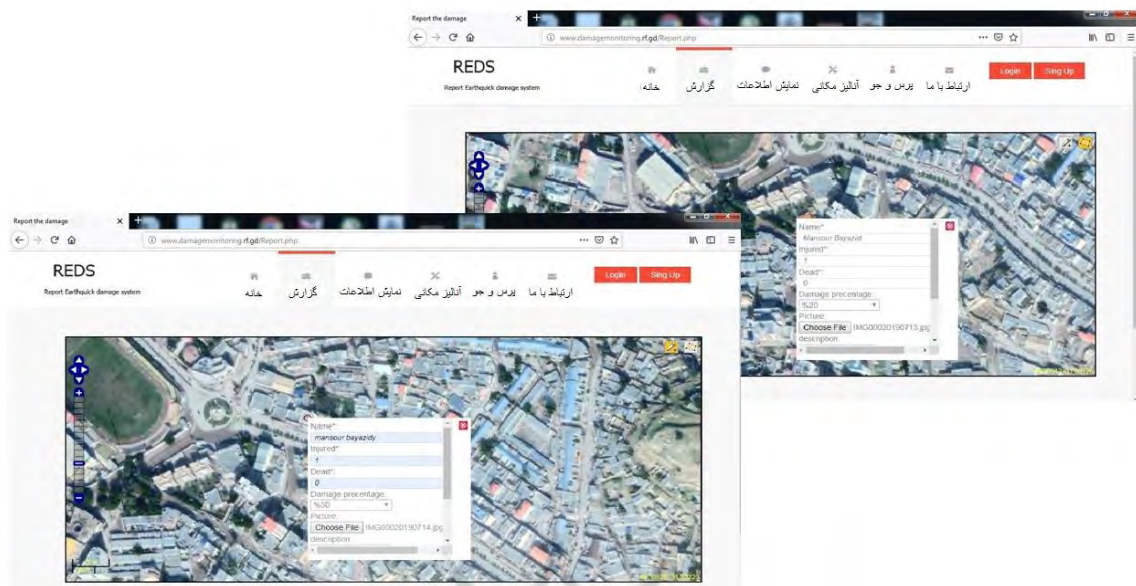 Report the damage
www.damagemonitoring.rf.gd/Report.php
REDS
Report Earthquick damage system
خانه
گزارش
نمایش اطلاعات
آنالیز مکانی
پرس و جو
ارتباط با ما
Login
Sing Up
Name*:
Mansour Bayazid
Injured*:
1
Dead*:
0
Damage precentage:
%20
Picture:
Choose File IMG00020190713.jpg
description:
Report the damage
www.damagemonitoring.rf.gd/Report.php
REDS
Report Earthquick damage system
خانه
گزارش
نمایش اطلاعات
آنالیز مکانی
پرس و جو
ارتباط با ما
Login
Sing Up
Name*:
mansour bayazidy
Injured*:
1
Dead*:
0
Damage precentage:
%30
Picture:
Choose File IMG00020190714.jpg
description